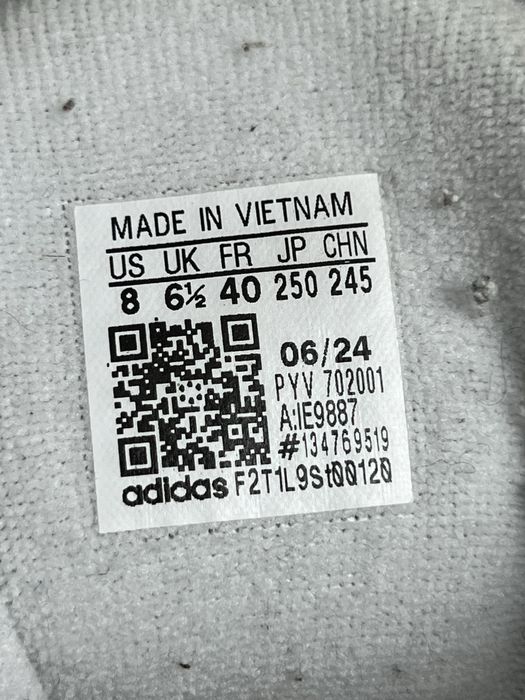 MADE IN VIETNAM
US UK FR JP CHN
8 6½ 40 250 245
06/24
PYV 702001
A:IE9887
#134769519
adidas F2T1L9St00120